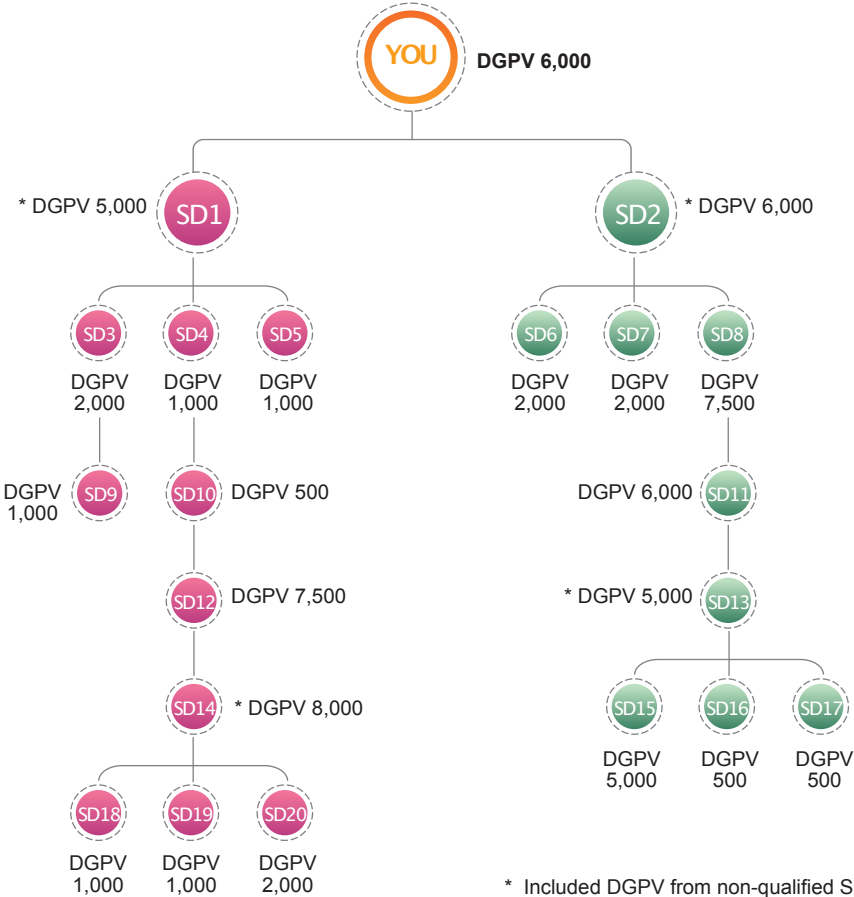 YOU
DGPV 6,000
* DGPV 5,000
SD1
SD2
* DGPV 6,000
SD3
SD4
SD5
SD6
SD7
SD8
DGPV
2,000
DGPV
1,000
DGPV
1,000
DGPV
2,000
DGPV
2,000
DGPV
7,500
DGPV
1,000
SD9
SD10
DGPV 500
DGPV 6,000
SD11
SD12
DGPV 7,500
* DGPV 5,000
SD13
SD14
* DGPV 8,000
SD15
SD16
SD17
DGPV
5,000
DGPV
500
DGPV
500
SD18
SD19
SD20
DGPV
1,000
DGPV
1,000
DGPV
2,000
* Included DGPV from non-qualified S